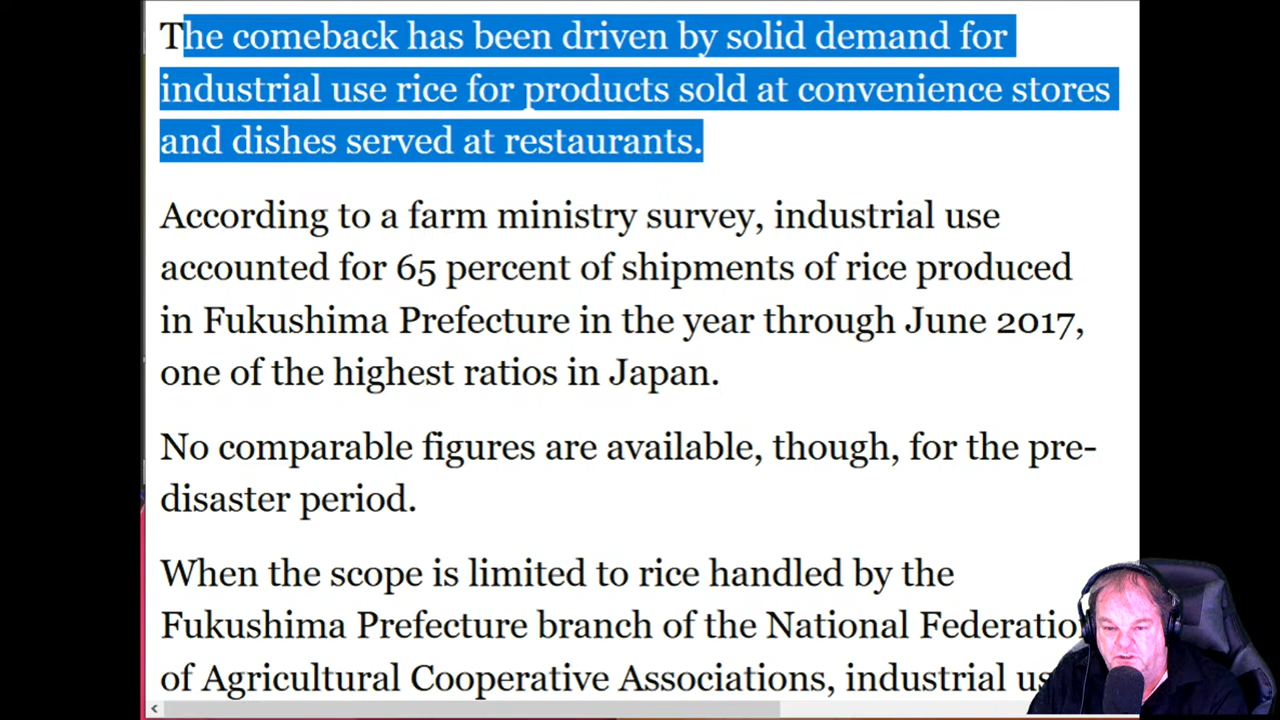 The comeback has been driven by solid demand for
industrial use rice for products sold at convenience stores
and dishes served at restaurants.
According to a farm ministry survey, industrial use
accounted for 65 percent of shipments of rice produced
in Fukushima Prefecture in the year through June 2017,
one of the highest ratios in Japan.
No comparable figures are available, though, for the pre-
disaster period.
When the scope is limited to rice handled by the
Fukushima Prefecture branch of the National Federatio
of Agricultural Cooperative Associations, industrial us